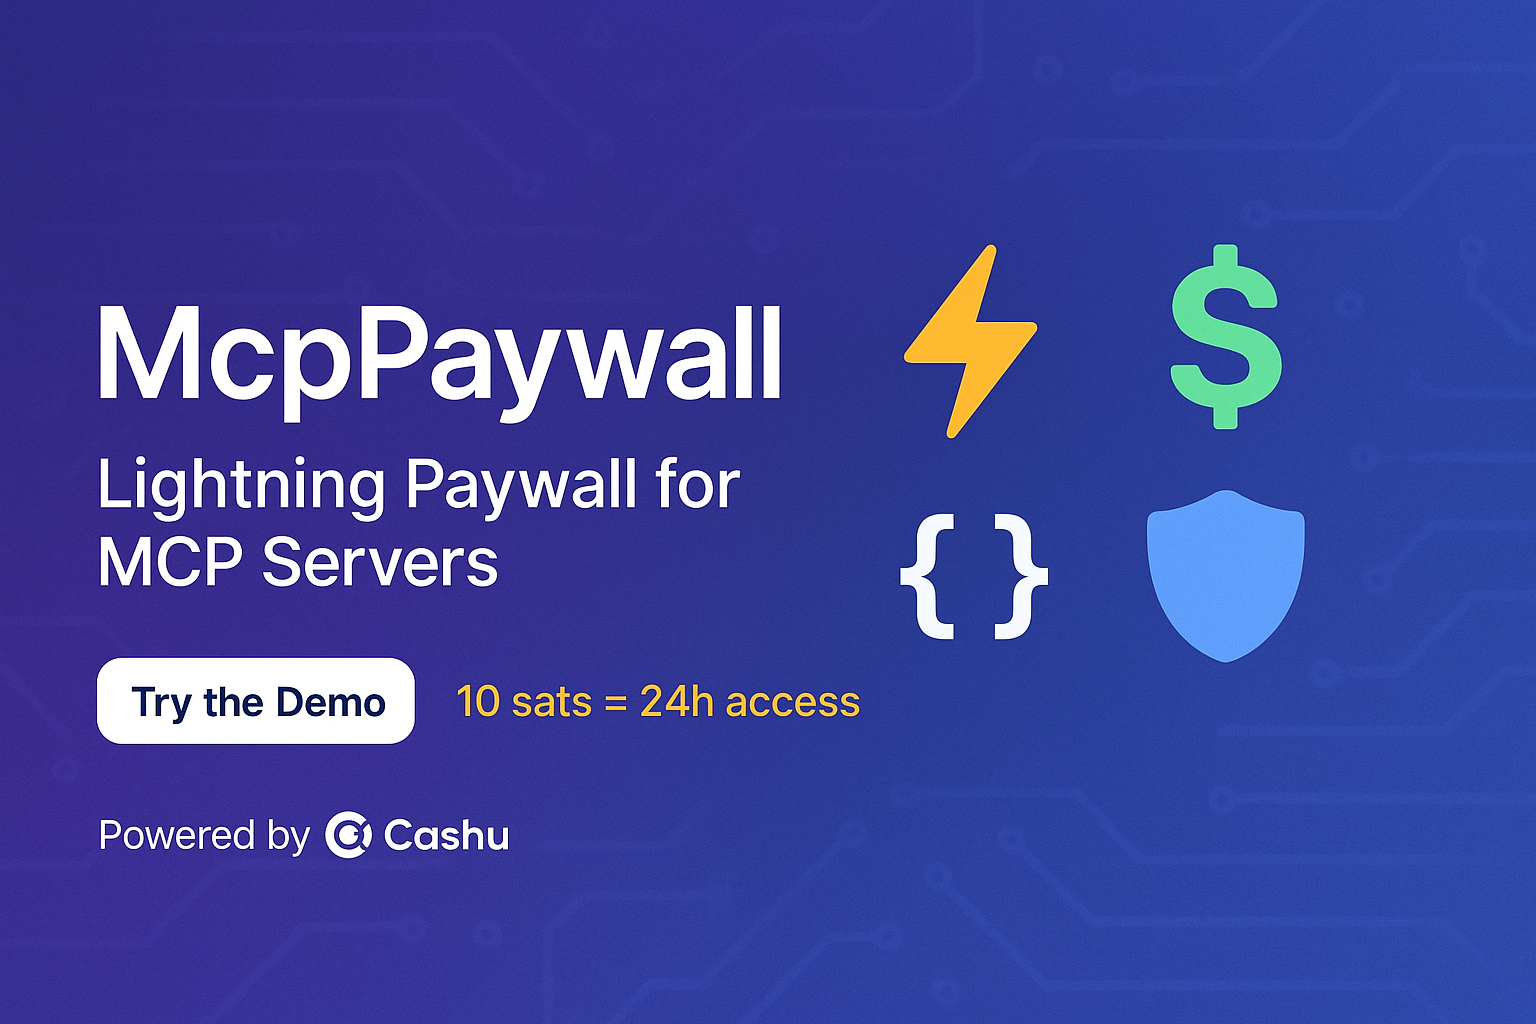 McpPaywall
Lightning Paywall for
MCP Servers
Try the Demo
10 sats = 24h access
Powered by Cashu